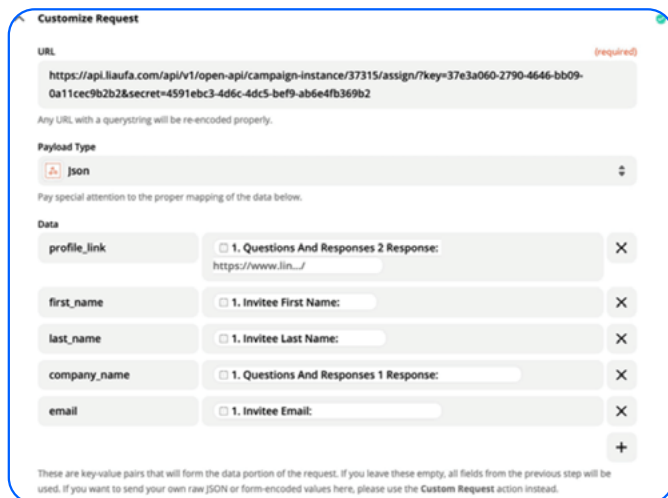 Customize Request
URL (required)
https://api.liaufa.com/api/v1/open-api/campaign-instance/37315/assign/?key=37e3a060-2790-4646-bb09-
0a11cec9b2b2&secret=4591ebc3-4d6c-4dc5-bef9-ab6e4fb369b2
Any URL with a querystring will be re-encoded properly.
Payload Type
Json
Pay special attention to the proper mapping of the data below.
Data
profile_link 1. Questions And Responses 2 Response:
https://www.lin.../
first_name 1. Invitee First Name:
last_name 1. Invitee Last Name:
company_name 1. Questions And Responses 1 Response:
email 1. Invitee Email:
These are key-value pairs that will form the data portion of the request. If you leave these empty, all fields from the previous step will be
used. If you want to send your own raw JSON or form-encoded values here, please use the Custom Request action instead.